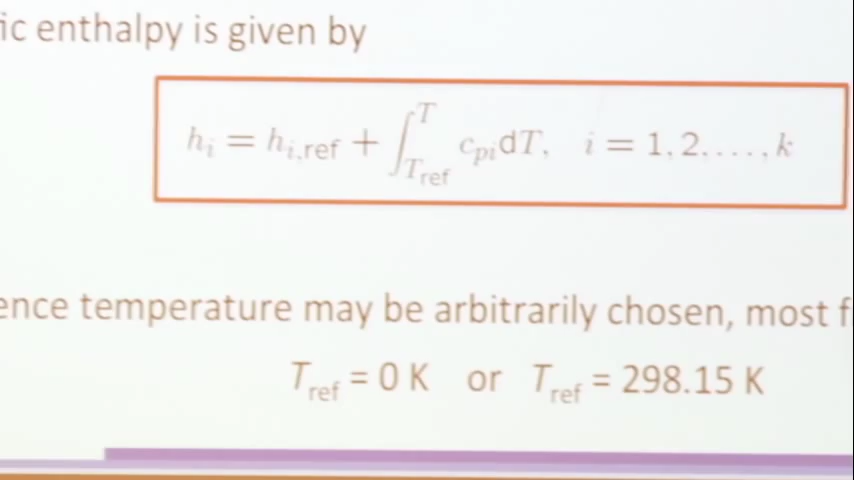 ic enthalpy is given by
h_i = h_{i,ref} + ∫_{T_ref}^{T} c_{pi}dT, i = 1,2,...,k
ence temperature may be arbitrarily chosen, most f
T_ref = 0 K or T_ref = 298.15 K